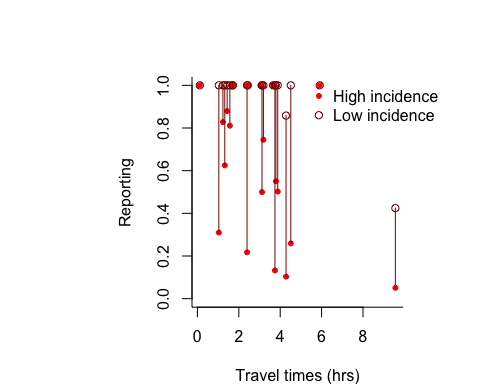 1.0
0.8
0.6
0.4
0.2
0.0
Reporting
High incidence
Low incidence
0 2 4 6 8
Travel times (hrs)